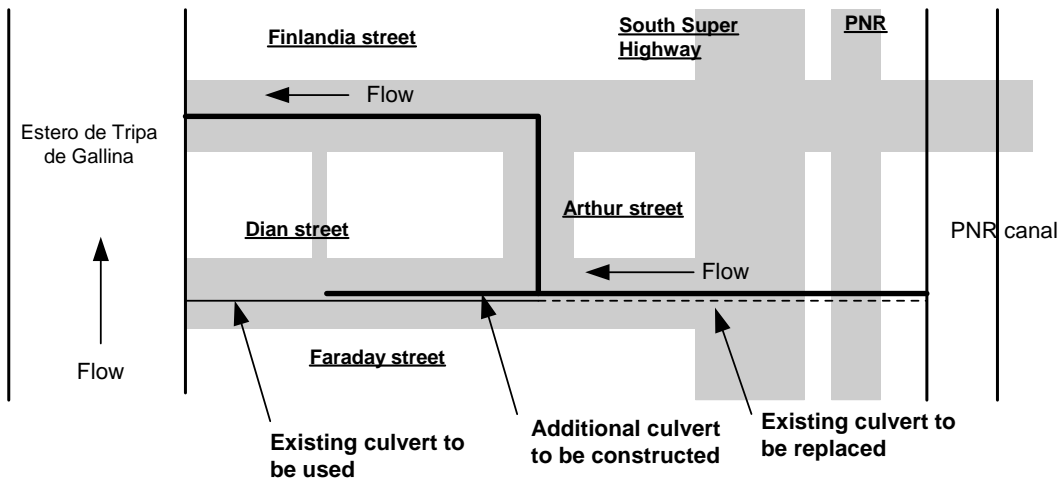 Finlandia street
South Super
Highway
PNR
Flow
Estero de Tripa
de Gallina
Dian street
Arthur street
PNR canal
Flow
Faraday street
Flow
Existing culvert to
be used
Additional culvert
to be constructed
Existing culvert to
be replaced